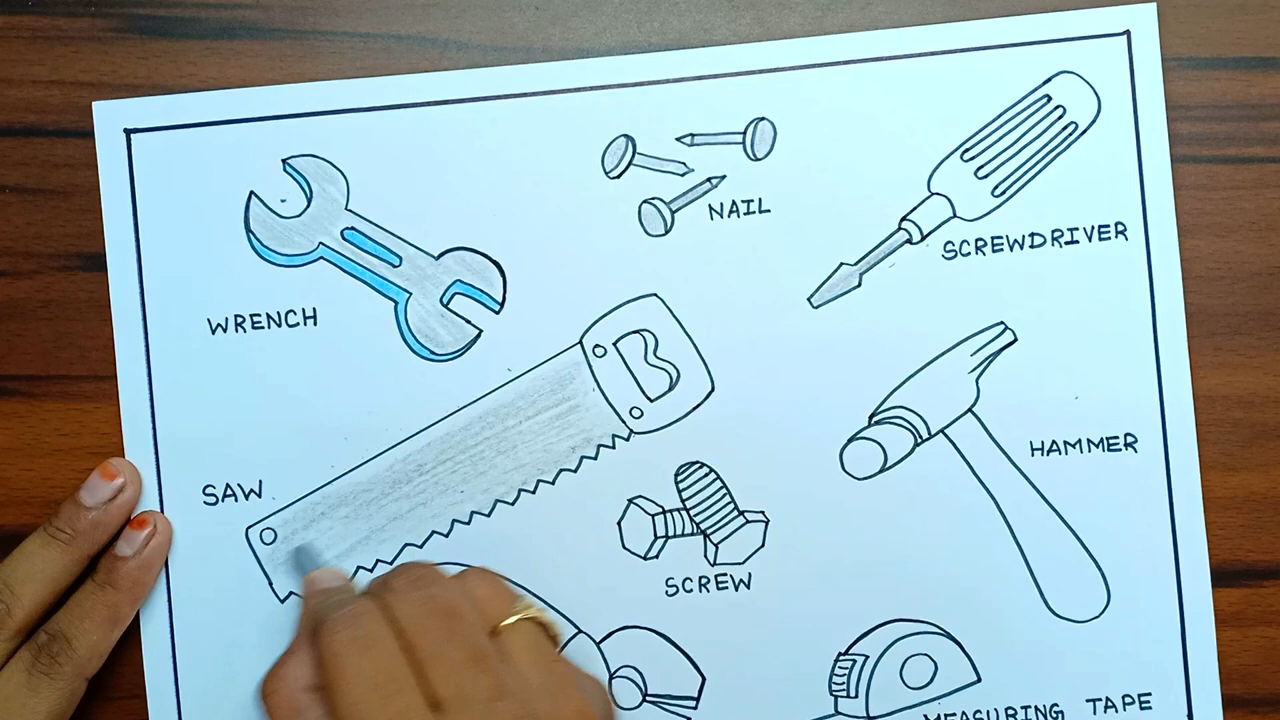 NAIL
SCREWDRIVER
WRENCH
HAMMER
SAW
SCREW
MEASURING TAPE